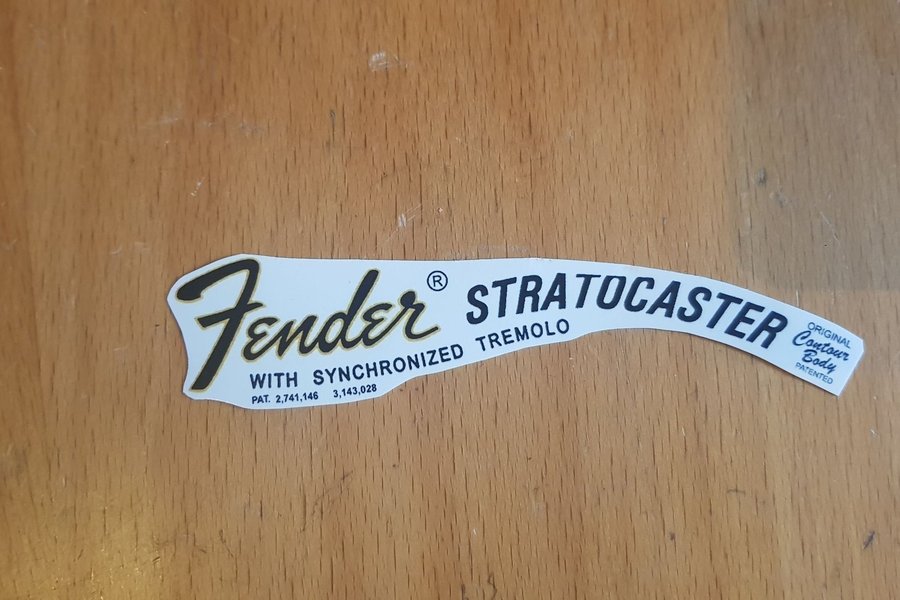 Fender®
STRATOCASTER
WITH SYNCHRONIZED TREMOLO
PAT. 2,741,146 3,143,028
ORIGINAL
Contour
Body
PATENTED